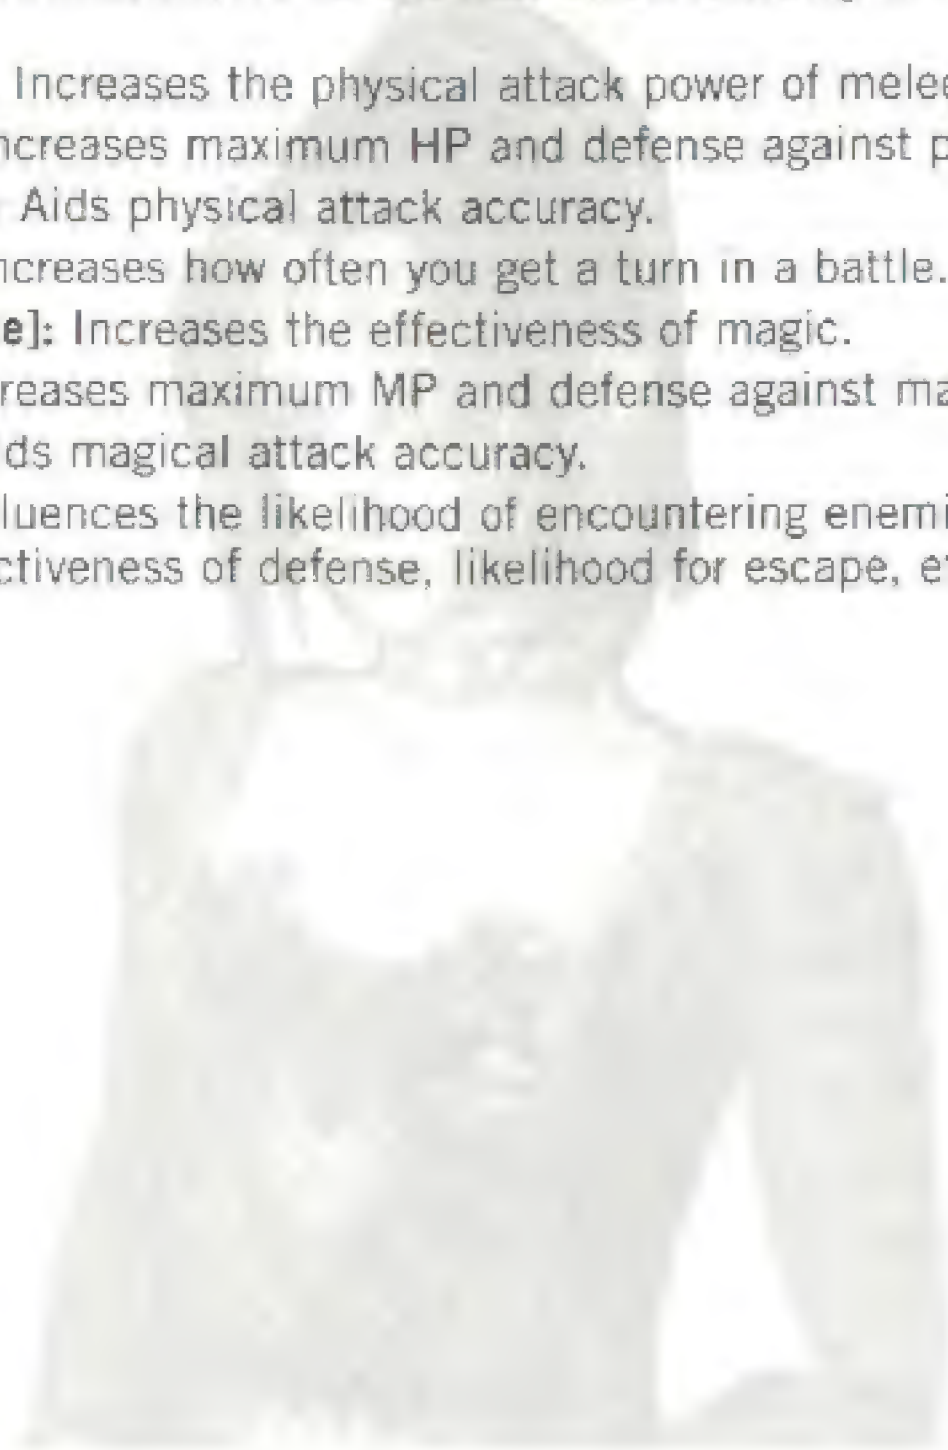 Increases the physical attack power of melee
ncreases maximum HP and defense against p
Aids physical attack accuracy.
ncreases how often you get a turn in a battle.
e]: Increases the effectiveness of magic.
reases maximum MP and defense against ma
ds magical attack accuracy.
luences the likelihood of encountering enemi
ctiveness of defense, likelihood for escape, et